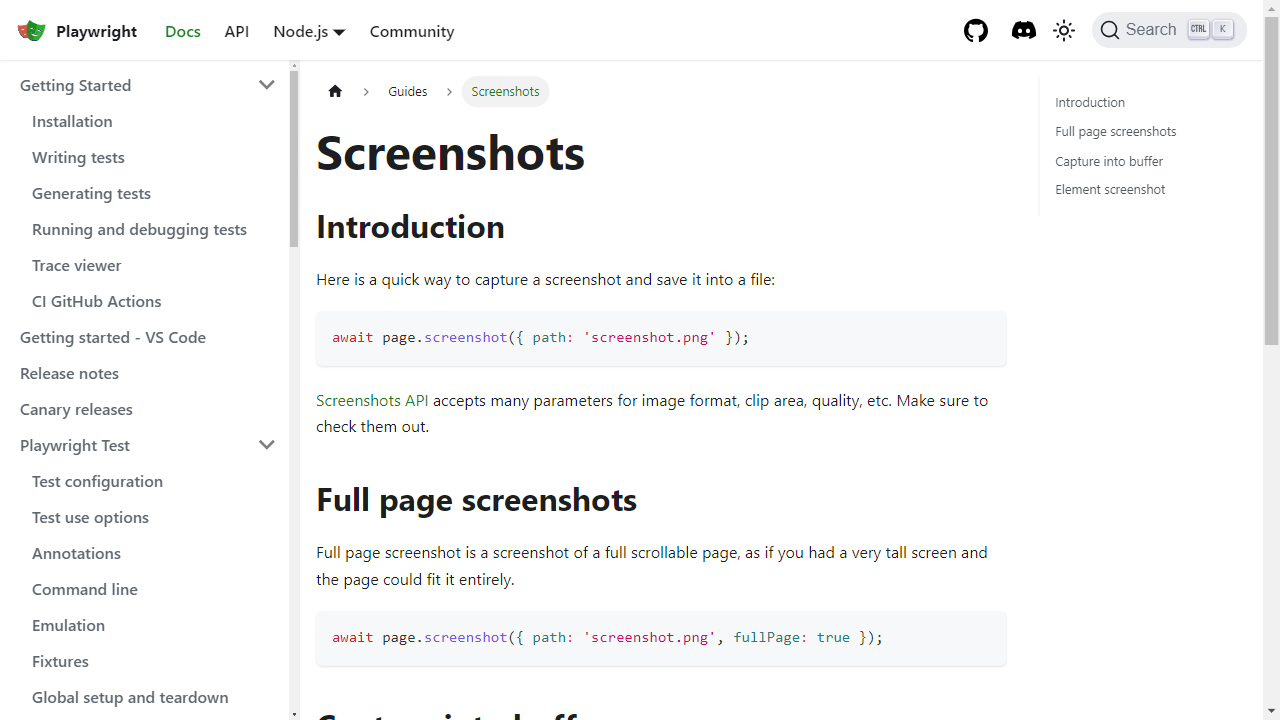 Playwright
Docs
API
Node.js
Community
Search
CTRL
K
Getting Started
Installation
Writing tests
Generating tests
Running and debugging tests
Trace viewer
CI GitHub Actions
Getting started - VS Code
Release notes
Canary releases
Playwright Test
Test configuration
Test use options
Annotations
Command line
Emulation
Fixtures
Global setup and teardown
Guides
Screenshots
Screenshots
Introduction
Here is a quick way to capture a screenshot and save it into a file:
await page.screenshot({ path: 'screenshot.png' });
Screenshots API accepts many parameters for image format, clip area, quality, etc. Make sure to
check them out.
Full page screenshots
Full page screenshot is a screenshot of a full scrollable page, as if you had a very tall screen and
the page could fit it entirely.
await page.screenshot({ path: 'screenshot.png', fullPage: true });
Introduction
Full page screenshots
Capture into buffer
Element screenshot